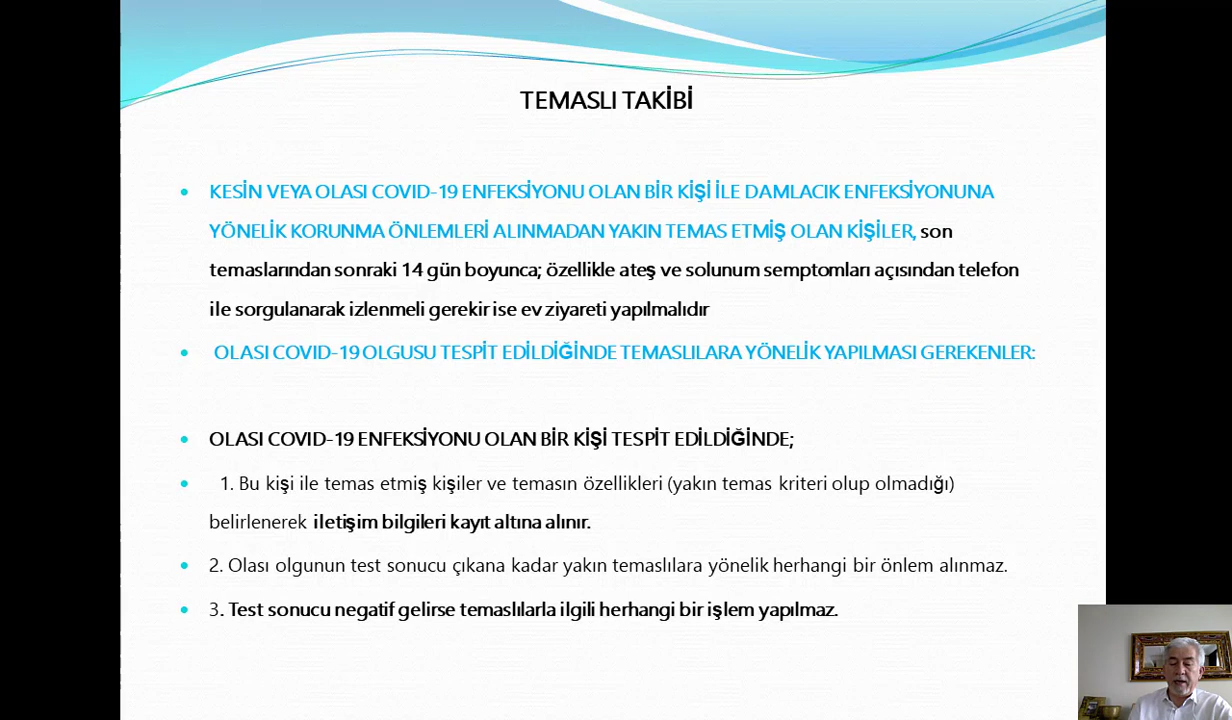 TEMASLI TAKİBİ
• KESİN VEYA OLASI COVID-19 ENFEKSİYONU OLAN BİR KİŞİ İLE DAMLACIK ENFEKSİYONUNA
YÖNELİK KORUNMA ÖNLEMLERİ ALINMADAN YAKIN TEMAS ETMİŞ OLAN KİŞİLER, son
temaslarından sonraki 14 gün boyunca; özellikle ateş ve solunum semptomları açısından telefon
ile sorgulanarak izlenmeli gerekir ise ev ziyareti yapılmalıdır
• OLASI COVID-19 OLGUSU TESPİT EDİLDİĞİNDE TEMASLILARA YÖNELİK YAPILMASI GEREKENLER:
• OLASI COVID-19 ENFEKSİYONU OLAN BİR KİŞİ TESPİT EDİLDİĞİNDE;
• 1. Bu kişi ile temas etmiş kişiler ve temasın özellikleri (yakın temas kriteri olup olmadığı)
belirlenerek iletişim bilgileri kayıt altına alınır.
• 2. Olası olgunun test sonucu çıkana kadar yakın temaslılara yönelik herhangi bir önlem alınmaz.
• 3. Test sonucu negatif gelirse temaslılarla ilgili herhangi bir işlem yapılmaz.